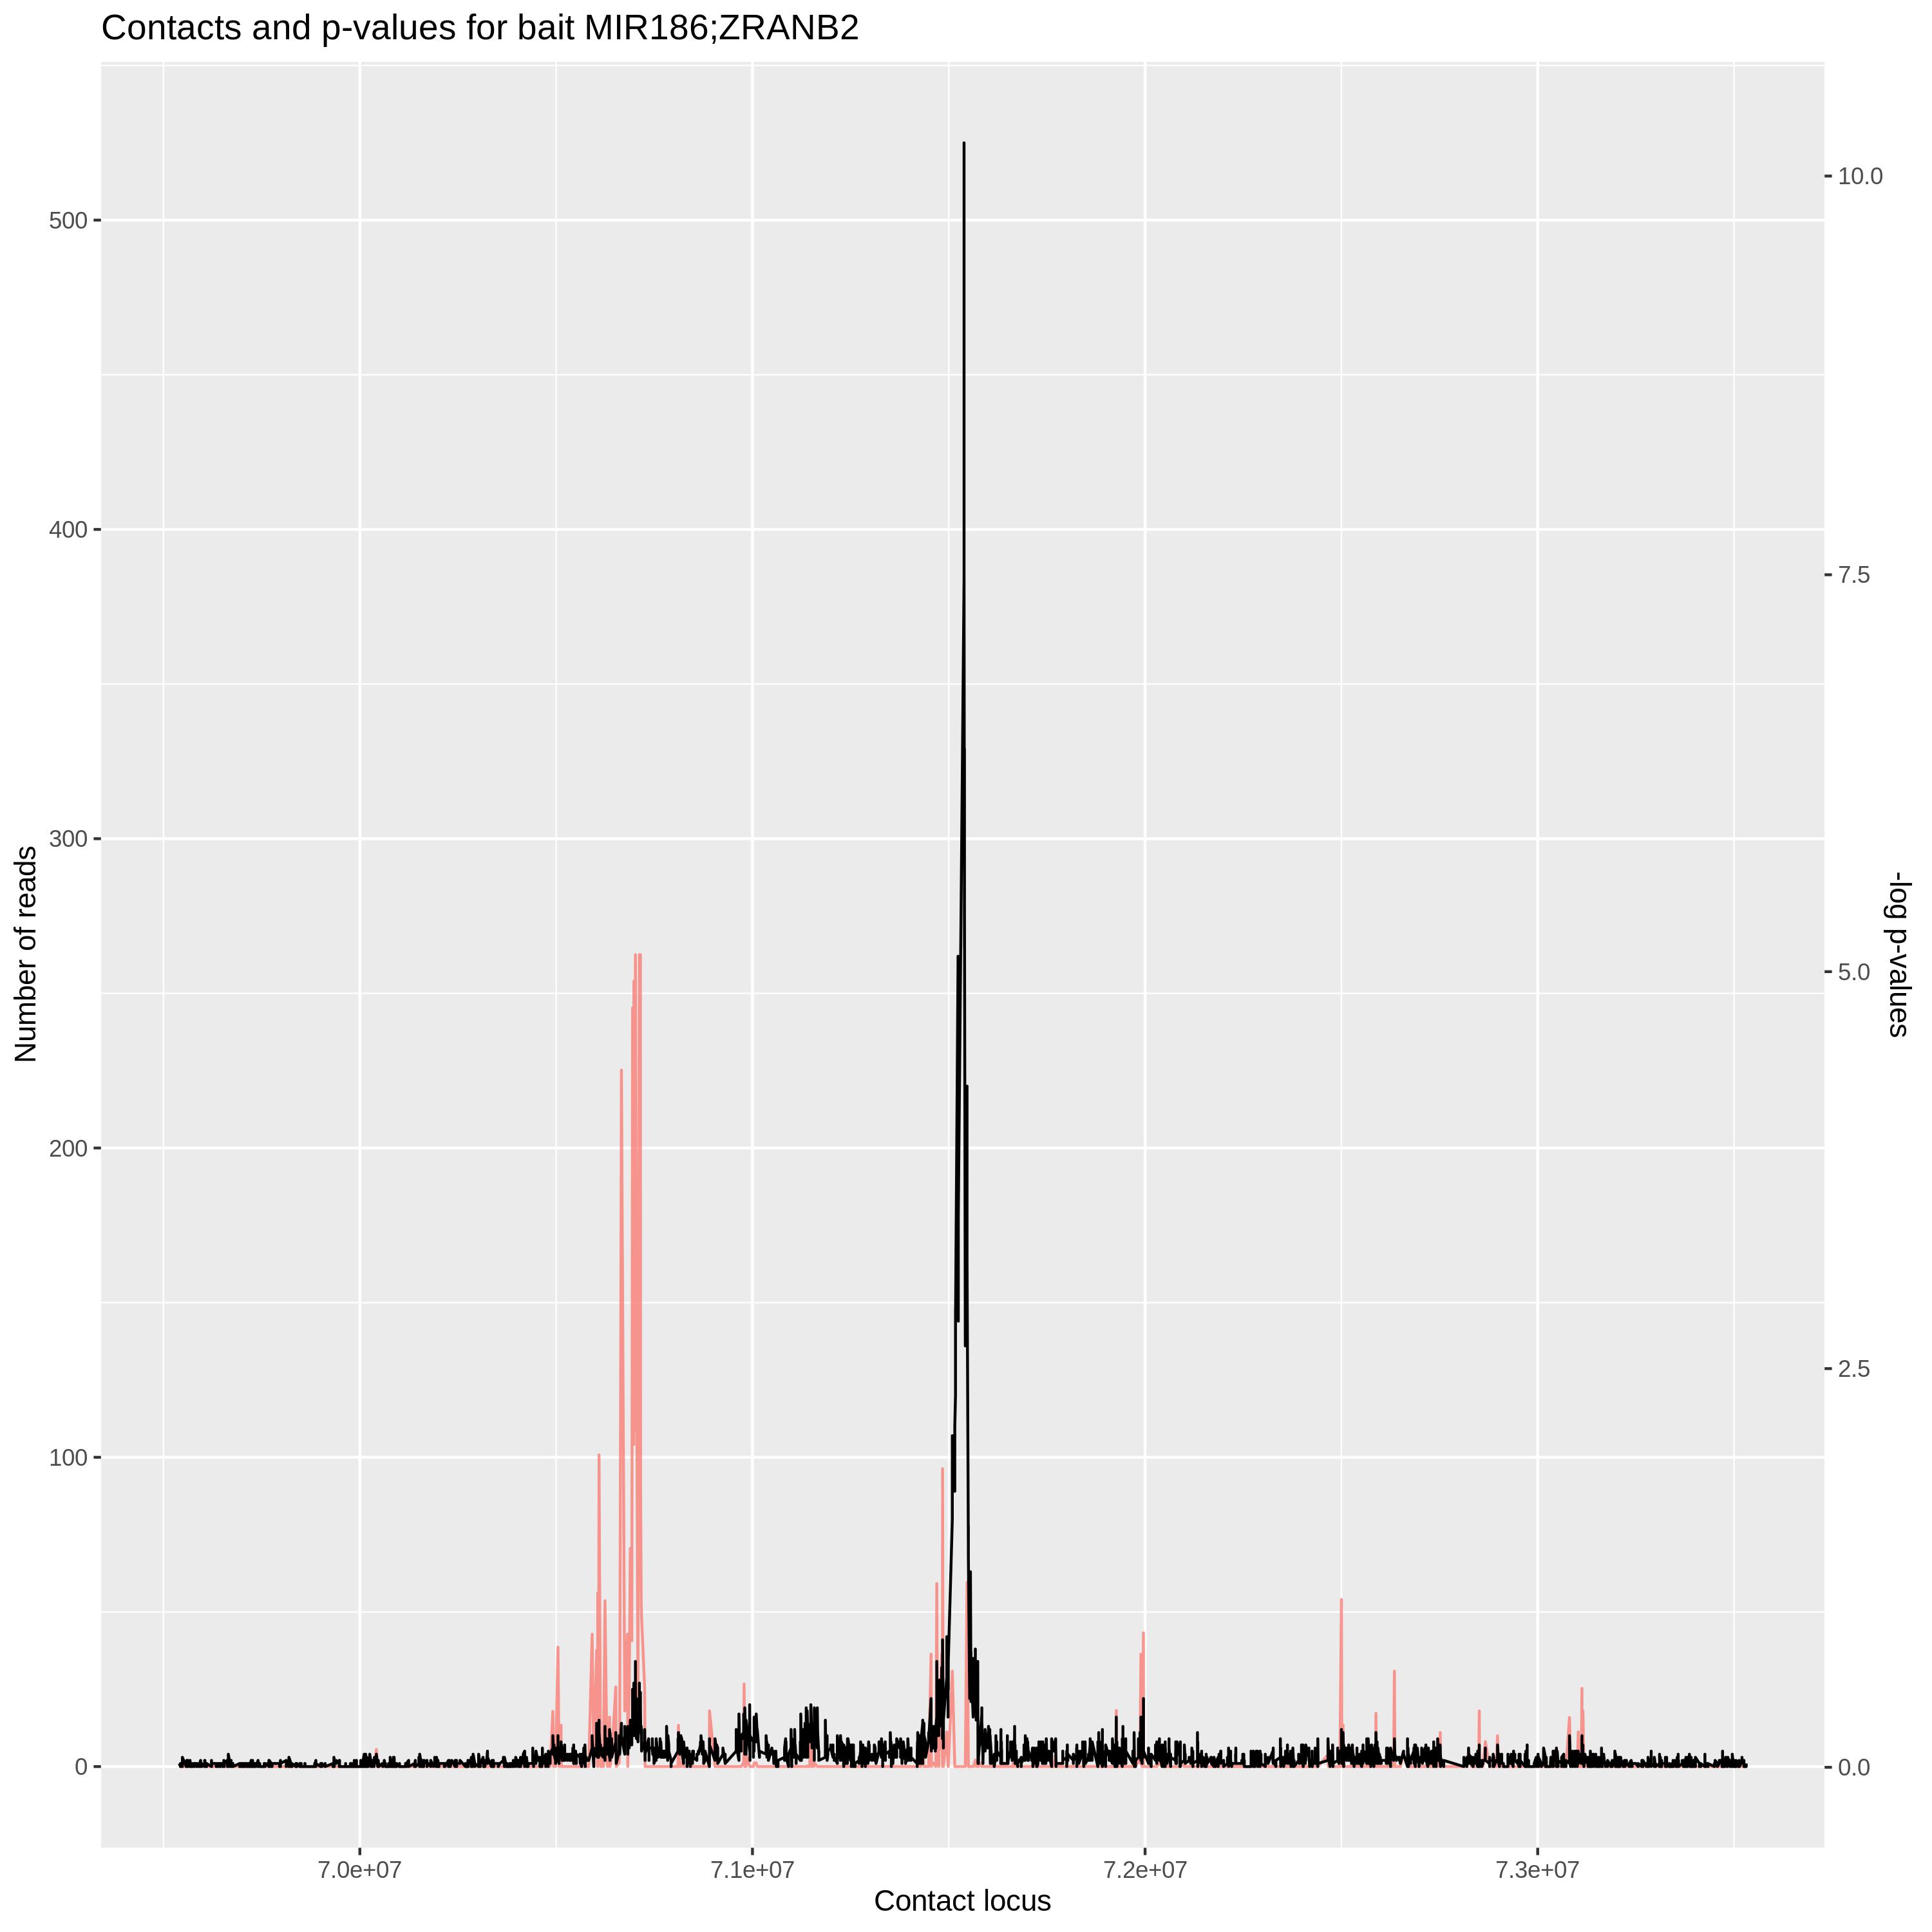 Contacts and p-values for bait MIR186;ZRANB2
500
400
300
200
100
0
Number of reads
10.0
7.5
5.0
2.5
0.0
-log p-values
7.0e+07 7.1e+07 7.2e+07 7.3e+07
Contact locus